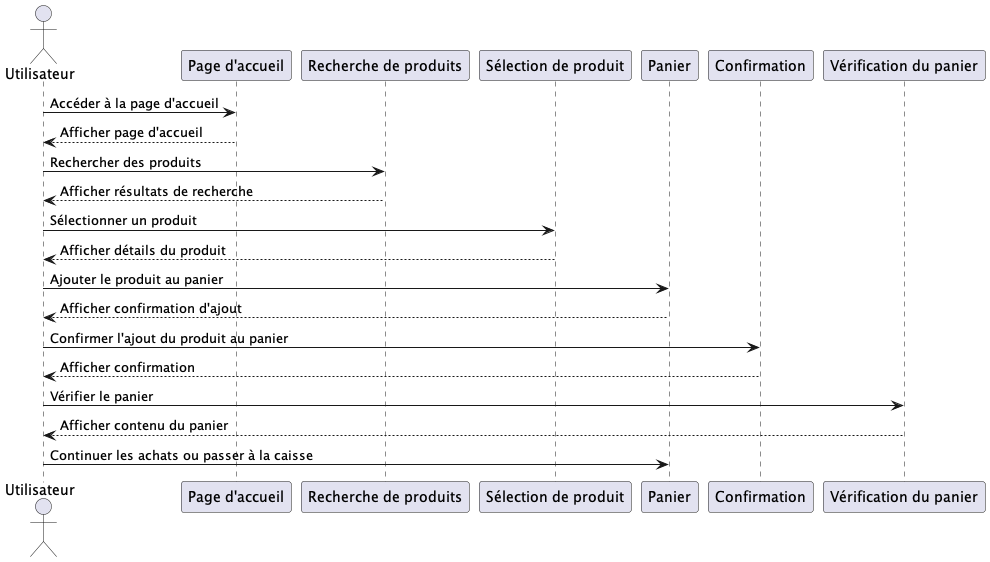 Utilisateur
Page d'accueil
Recherche de produits
Sélection de produit
Panier
Confirmation
Vérification du panier
Accéder à la page d'accueil
Afficher page d'accueil
Rechercher des produits
Afficher résultats de recherche
Sélectionner un produit
Afficher détails du produit
Ajouter le produit au panier
Afficher confirmation d'ajout
Confirmer l'ajout du produit au panier
Afficher confirmation
Vérifier le panier
Afficher contenu du panier
Continuer les achats ou passer à la caisse
Utilisateur
Page d'accueil
Recherche de produits
Sélection de produit
Panier
Confirmation
Vérification du panier